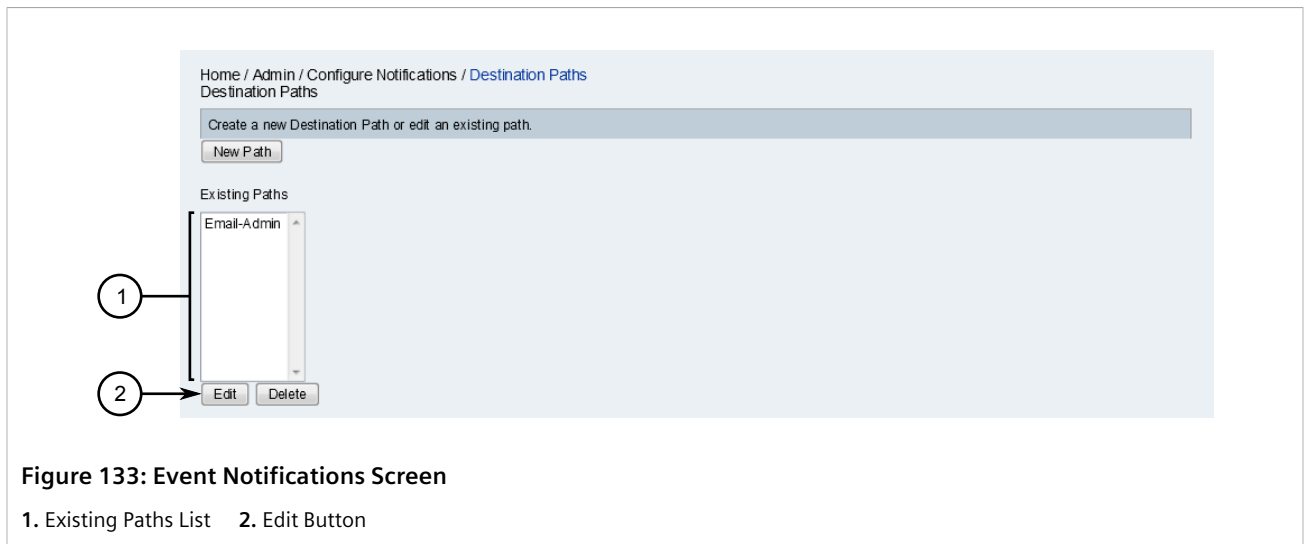 Home / Admin / Configure Notifications / Destination Paths
Destination Paths
Create a new Destination Path or edit an existing path.
New Path
Existing Paths
Email-Admin
1
2
Edit Delete
Figure 133: Event Notifications Screen
1. Existing Paths List 2. Edit Button